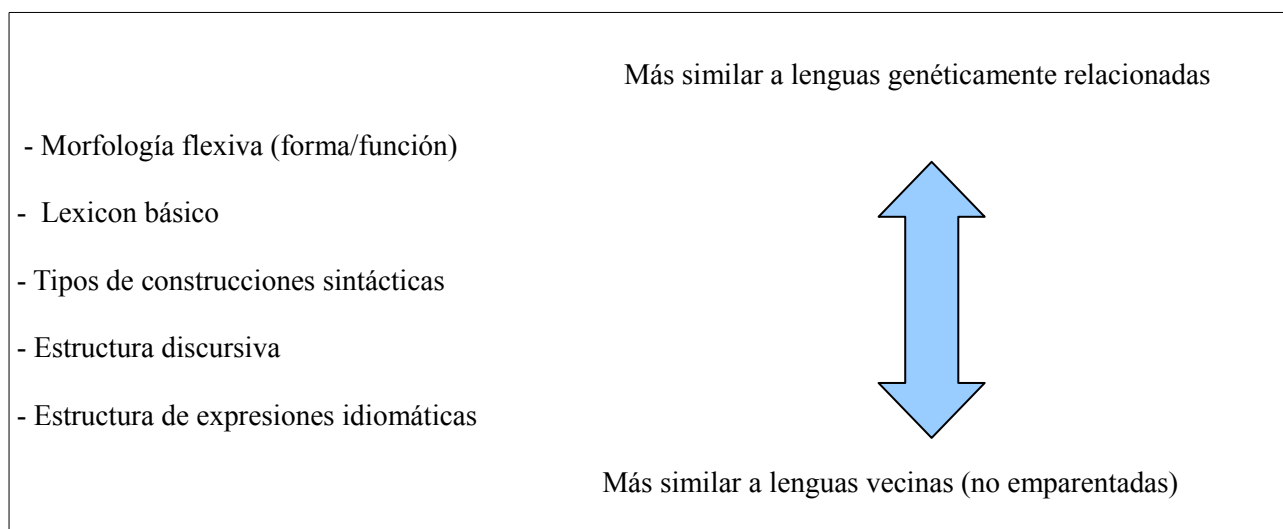 Más similar a lenguas genéticamente relacionadas
- Morfología flexiva (forma/función)
- Lexicon básico
- Tipos de construcciones sintácticas
- Estructura discursiva
- Estructura de expresiones idiomáticas
Más similar a lenguas vecinas (no emparentadas)